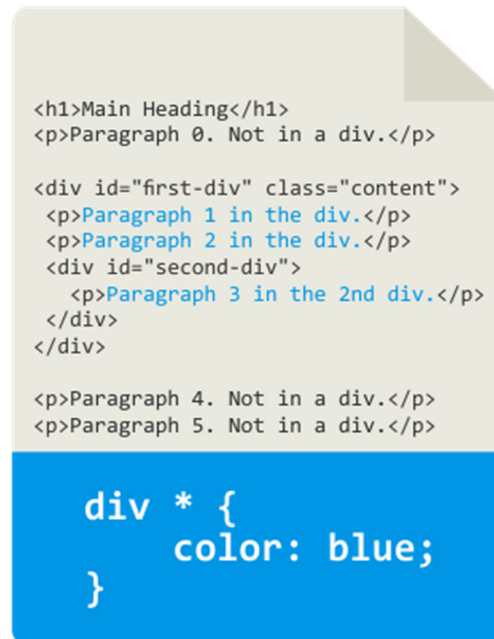 <h1>Main Heading</h1>
<p>Paragraph 0. Not in a div.</p>
<div id="first-div" class="content">
<p>Paragraph 1 in the div.</p>
<p>Paragraph 2 in the div.</p>
<div id="second-div">
<p>Paragraph 3 in the 2nd div.</p>
</div>
</div>
<p>Paragraph 4. Not in a div.</p>
<p>Paragraph 5. Not in a div.</p>
div * {
color: blue;
}